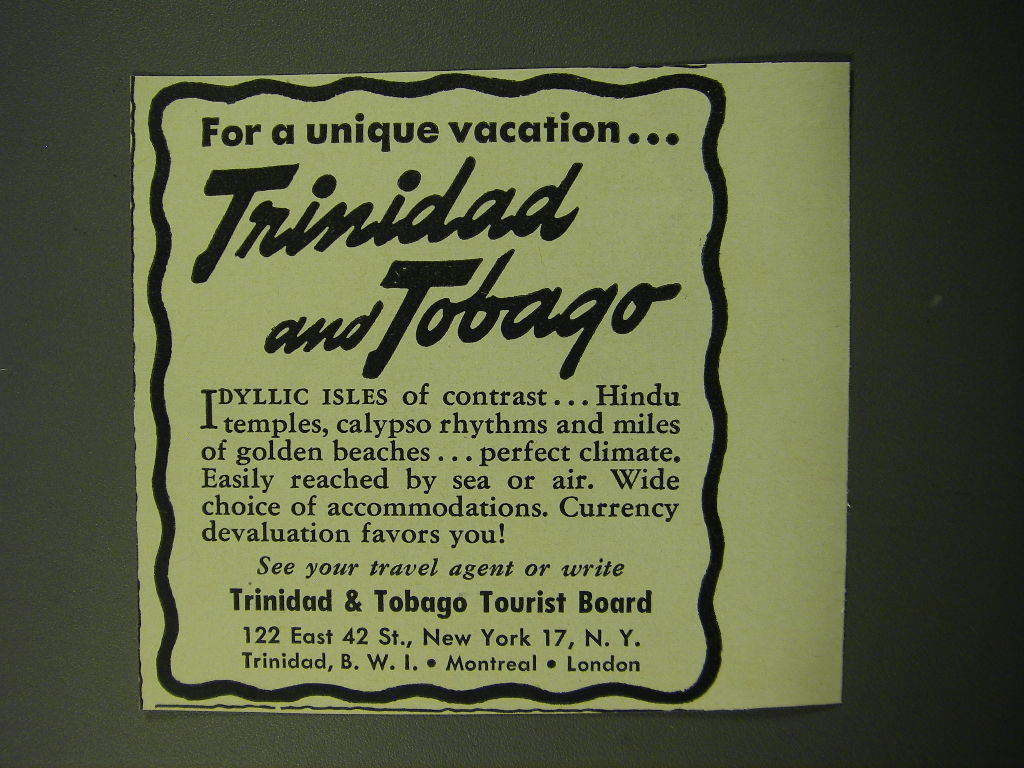 For a unique vacation...
Trinidad
and Tobago
IDYLLIC ISLES of contrast... Hindu
temples, calypso rhythms and miles
of golden beaches... perfect climate.
Easily reached by sea or air. Wide
choice of accommodations. Currency
devaluation favors you!
See your travel agent or write
Trinidad & Tobago Tourist Board
122 East 42 St., New York 17, N. Y.
Trinidad, B. W. I. • Montreal • London